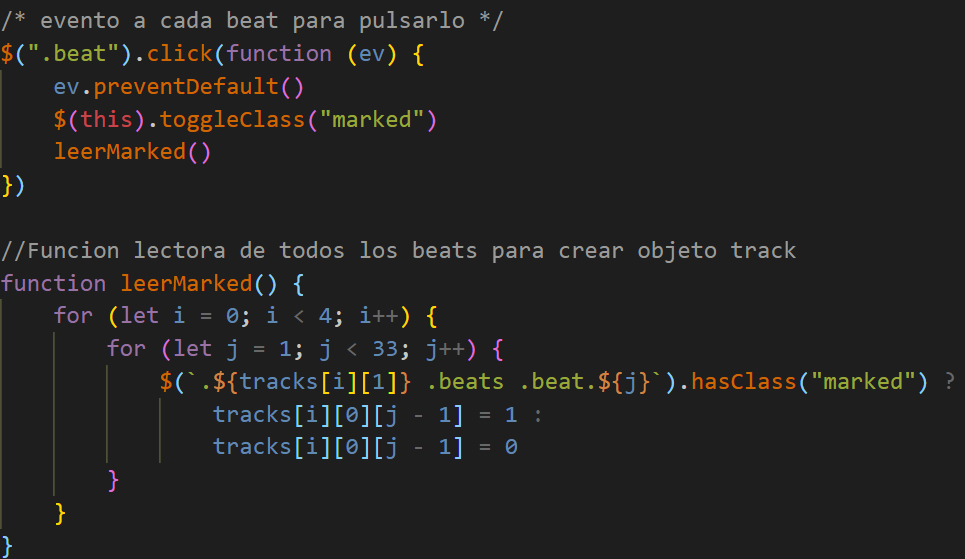 /* evento a cada beat para pulsarlo */
$(".beat").click(function (ev) {
    ev.preventDefault()
    $(this).toggleClass("marked")
    leerMarked()
})

//Funcion lectora de todos los beats para crear objeto track
function leerMarked() {
    for (let i = 0; i < 4; i++) {
        for (let j = 1; j < 33; j++) {
            $(`.${tracks[i][1]} .beats .beat.${j}`).hasClass("marked") ?
                tracks[i][0][j - 1] = 1 :
                tracks[i][0][j - 1] = 0
        }
    }
}